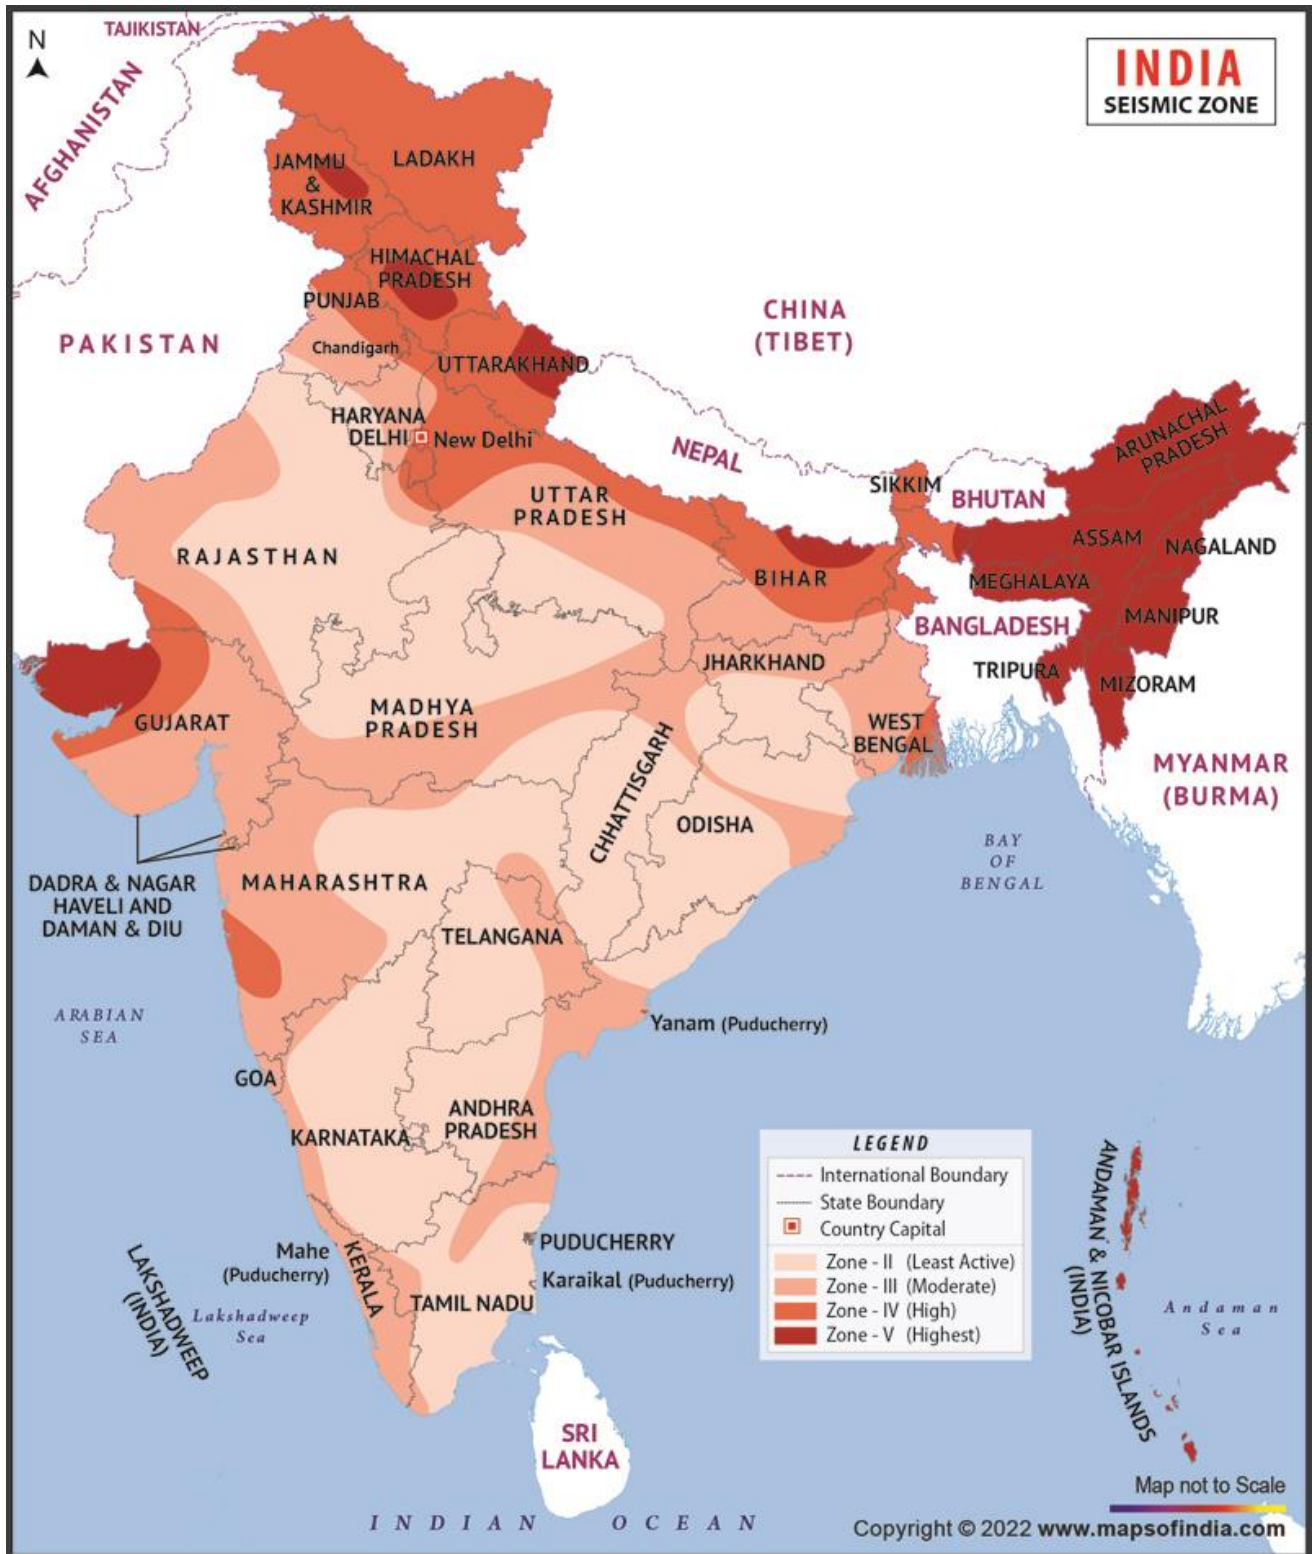 TAJIKISTAN
N
AFGHANISTAN
INDIA
SEISMIC ZONE
JAMMU
&
KASHMIR
LADAKH
HIMACHAL
PRADESH
PUNJAB
CHINA
(TIBET)
PAKISTAN
Chandigarh
UTTARAKHAND
HARYANA
DELHI
New Delhi
NEPAL
ARUNACHAL
PRADESH
SIKKIM
BHUTAN
UTTAR
PRADESH
ASSAM
NAGALAND
RAJASTHAN
BIHAR
MEGHALAYA
MANIPUR
BANGLADESH
JHARKHAND
TRIPURA
MIZORAM
GUJARAT
MADHYA
PRADESH
WEST
BENGAL
CHHATTISGARH
MYANMAR
(BURMA)
ODISHA
BAY
OF
BENGAL
DADRA & NAGAR
HAVELI AND
DAMAN & DIU
MAHARASHTRA
TELANGANA
ARABIAN
SEA
Yanam (Puducherry)
GOA
ANDHRA
PRADESH
KARNATAKA
LEGEND
International Boundary
State Boundary
Country Capital
Zone - II (Least Active)
Zone - III (Moderate)
Zone - IV (High)
Zone - V (Highest)
ANDAMAN & NICOBAR ISLANDS
(INDIA)
Andaman
Sea
PUDUCHERRY
Mahe
(Puducherry)
KERALA
Karaikal (Puducherry)
LAKSHADWEEP
(INDIA)
Lakshadweep
Sea
TAMIL NADU
SRI
LANKA
Map not to Scale
INDIAN OCEAN
Copyright © 2022 www.mapsofindia.com